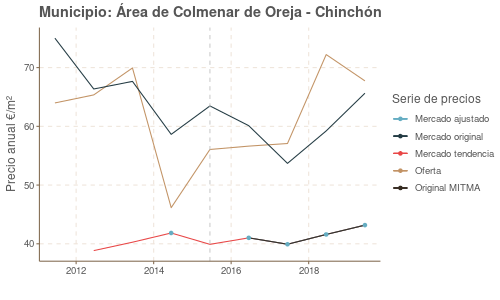 Municipio: Área de Colmenar de Oreja - Chinchón
Precio anual €/m²
70
60
50
40
2012
2014
2016
2018
Serie de precios
Mercado ajustado
Mercado original
Mercado tendencia
Oferta
Original MITMA